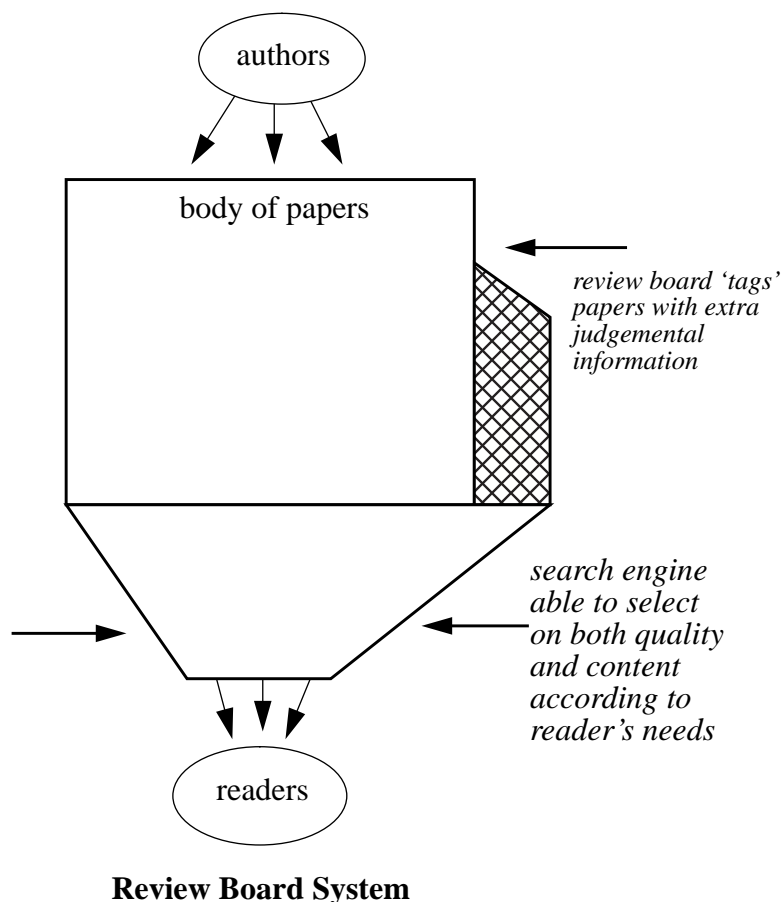 authors
body of papers
review board ‘tags’
papers with extra
judgemental
information
search engine
able to select
on both quality
and content
according to
reader’s needs
readers
Review Board System